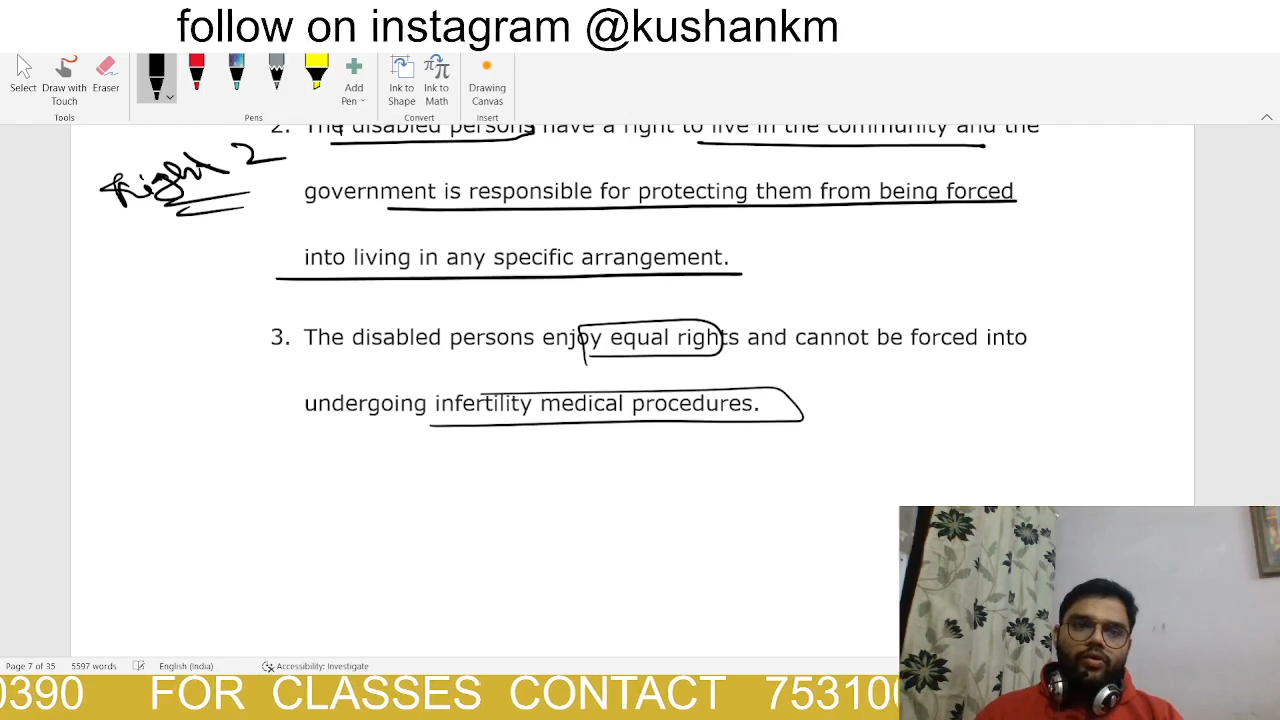 follow on instagram @kushankm
Select
Draw with Touch
Eraser
Add Pen
Ink to Shape
Ink to Math
Drawing Canvas
Tools
Pens
Convert
Insert
2. The disabled persons have a right to live in the community and the
Right 2
government is responsible for protecting them from being forced
into living in any specific arrangement.
3. The disabled persons enjoy equal rights and cannot be forced into
undergoing infertility medical procedures.
Page 7 of 35
5597 words
English (India)
Accessibility: Investigate
0390 FOR CLASSES CONTACT 753100